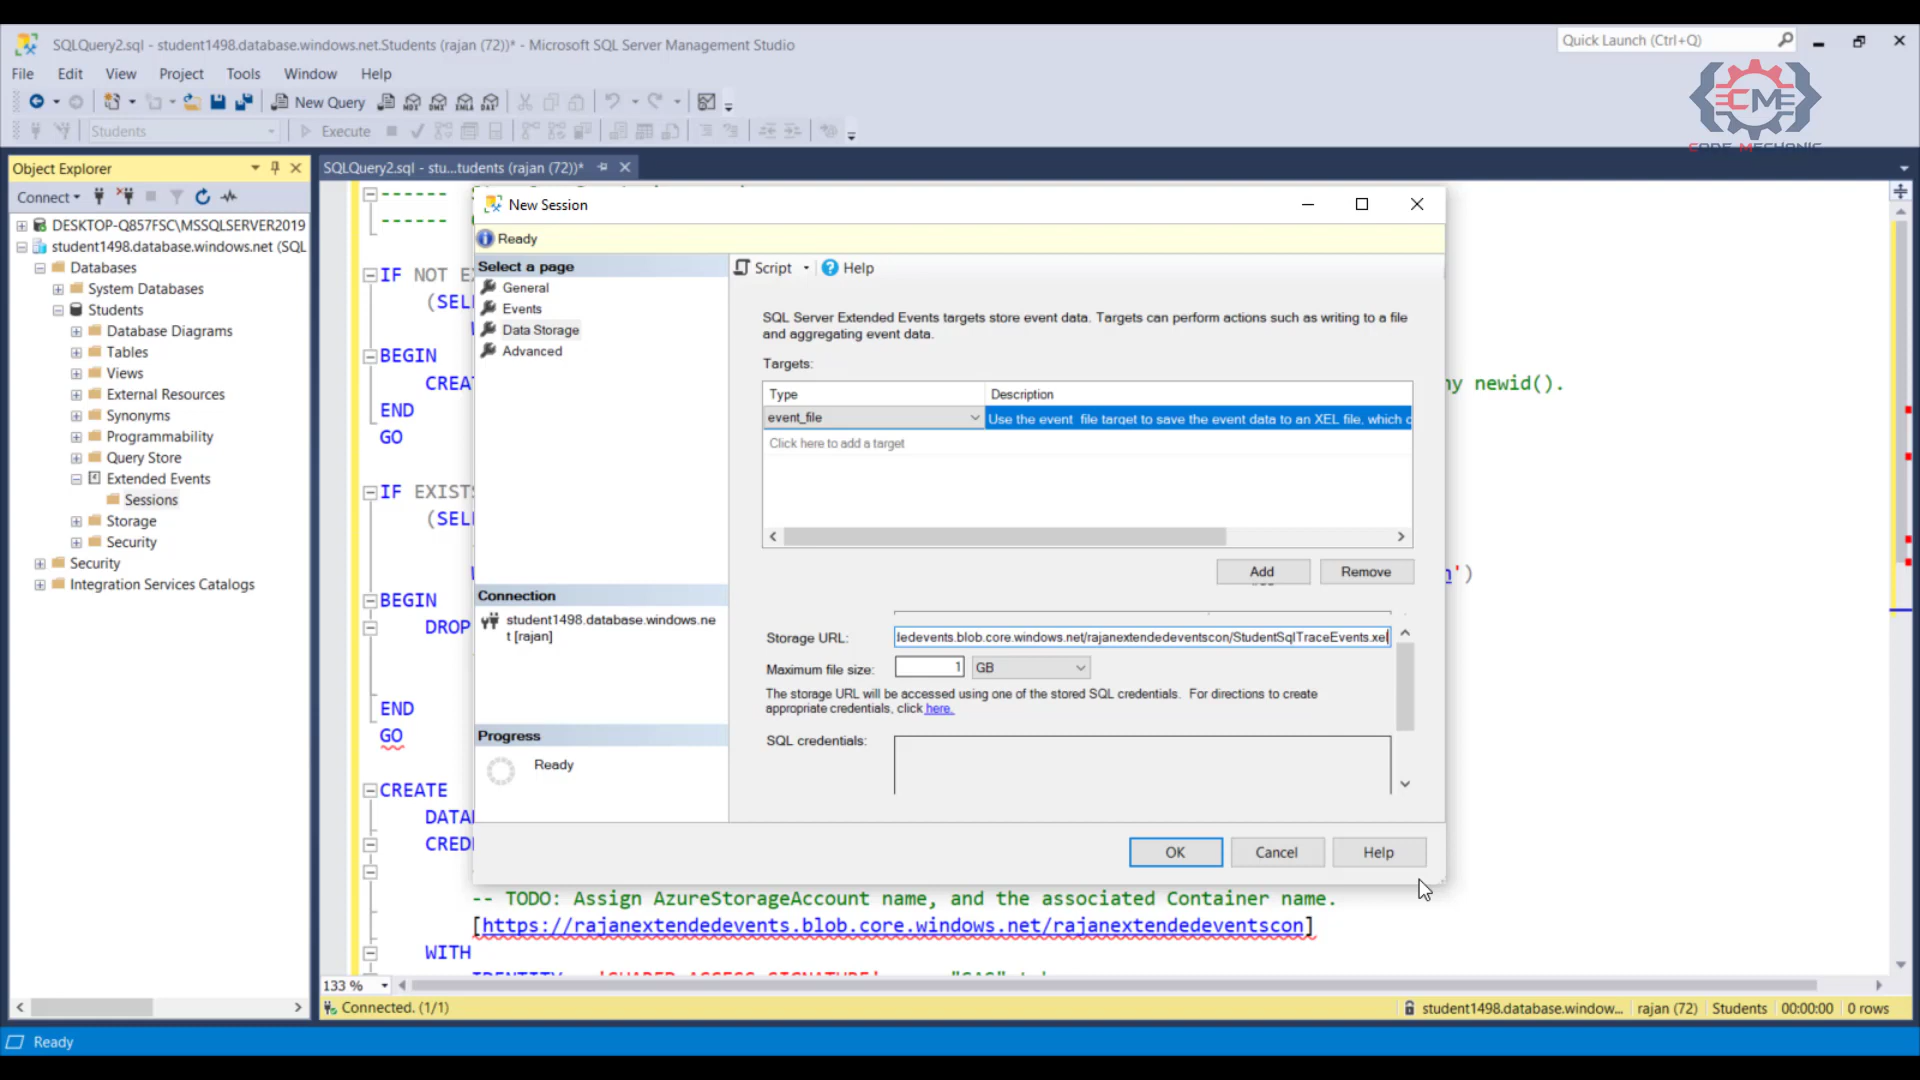 SQLQuery2.sql - student1498.database.windows.net.Students (rajan (72))* - Microsoft SQL Server Management Studio
Quick Launch (Ctrl+Q)
File Edit View Project Tools Window Help
CME
CODE MECHANIC
New Query
Students
Execute
Object Explorer
SQLQuery2.sql - stu...tudents (rajan (72))*
Connect
DESKTOP-Q857FSC\MSSQLSERVER2019
student1498.database.windows.net (SQL
Databases
System Databases
Students
Database Diagrams
Tables
Views
External Resources
Synonyms
Programmability
Query Store
Extended Events
Sessions
Storage
Security
Security
Integration Services Catalogs
------
------
IF NOT EX
(SELE
BEGIN
CREAT
ny newid().
END
GO
IF EXISTS
(SELE
')
BEGIN
DROP
END
GO
CREATE
DATA
CRED
-- TODO: Assign AzureStorageAccount name, and the associated Container name.
[https://rajanextendedevents.blob.core.windows.net/rajanextendedeventscon]
WITH
New Session
Ready
Select a page
General
Events
Data Storage
Advanced
Connection
student1498.database.windows.ne
t [rajan]
Progress
Ready
Script
Help
SQL Server Extended Events targets store event data. Targets can perform actions such as writing to a file
and aggregating event data.
Targets:
Type Description
event_file Use the event file target to save the event data to an XEL file, which c
Click here to add a target
Add Remove
Storage URL: dedevents.blob.core.windows.net/rajanextendedeventscon/StudentSqlTraceEvents.xel
Maximum file size: 1 GB
The storage URL will be accessed using one of the stored SQL credentials. For directions to create
appropriate credentials, click here.
SQL credentials:
OK Cancel Help
133 %
Connected. (1/1)
student1498.database.window... rajan (72) Students 00:00:00 0 rows
Ready